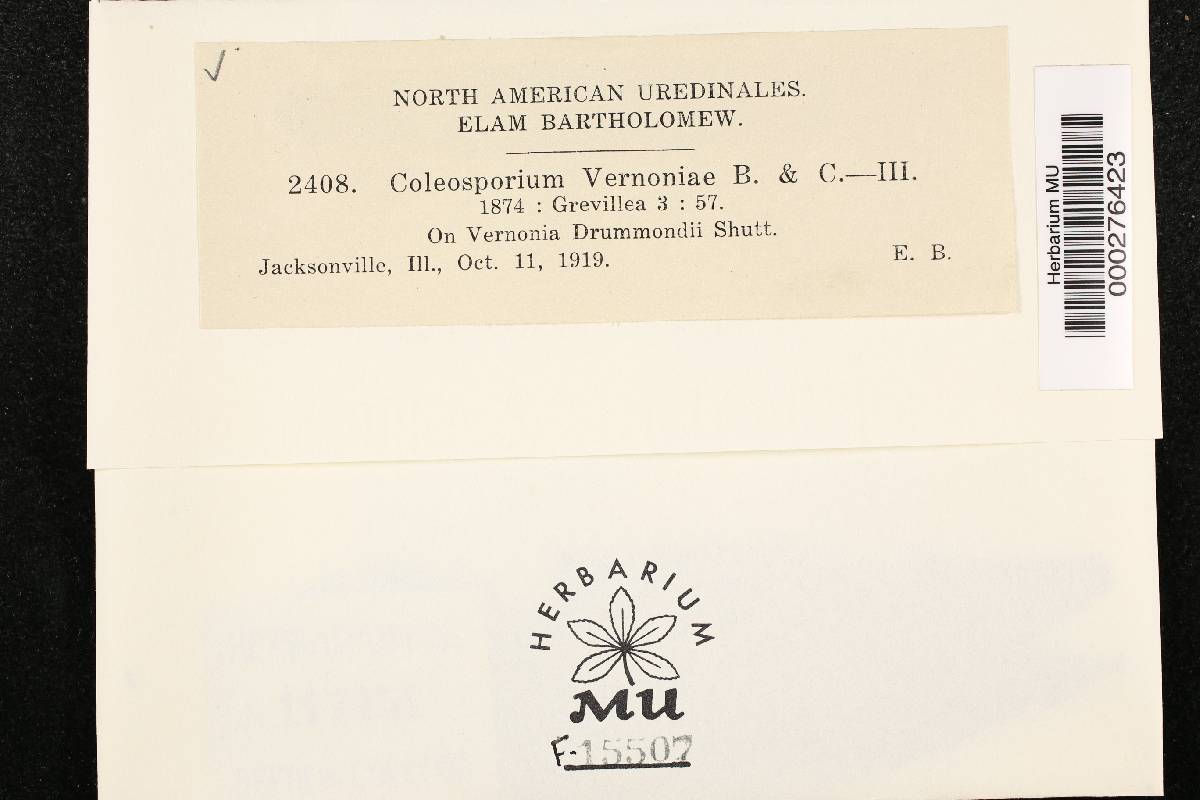 NORTH AMERICAN UREDINALES.
ELAM BARTHOLOMEW.
2408. Coleosporium Vernoniae B. & C.—III.
1874 : Grevillea 3 : 57.
On Vernonia Drummondii Shutt.
Jacksonville, Ill., Oct. 11, 1919. E. B.
Herbarium MU
000276423
HERBARIUM
MU
F-15507